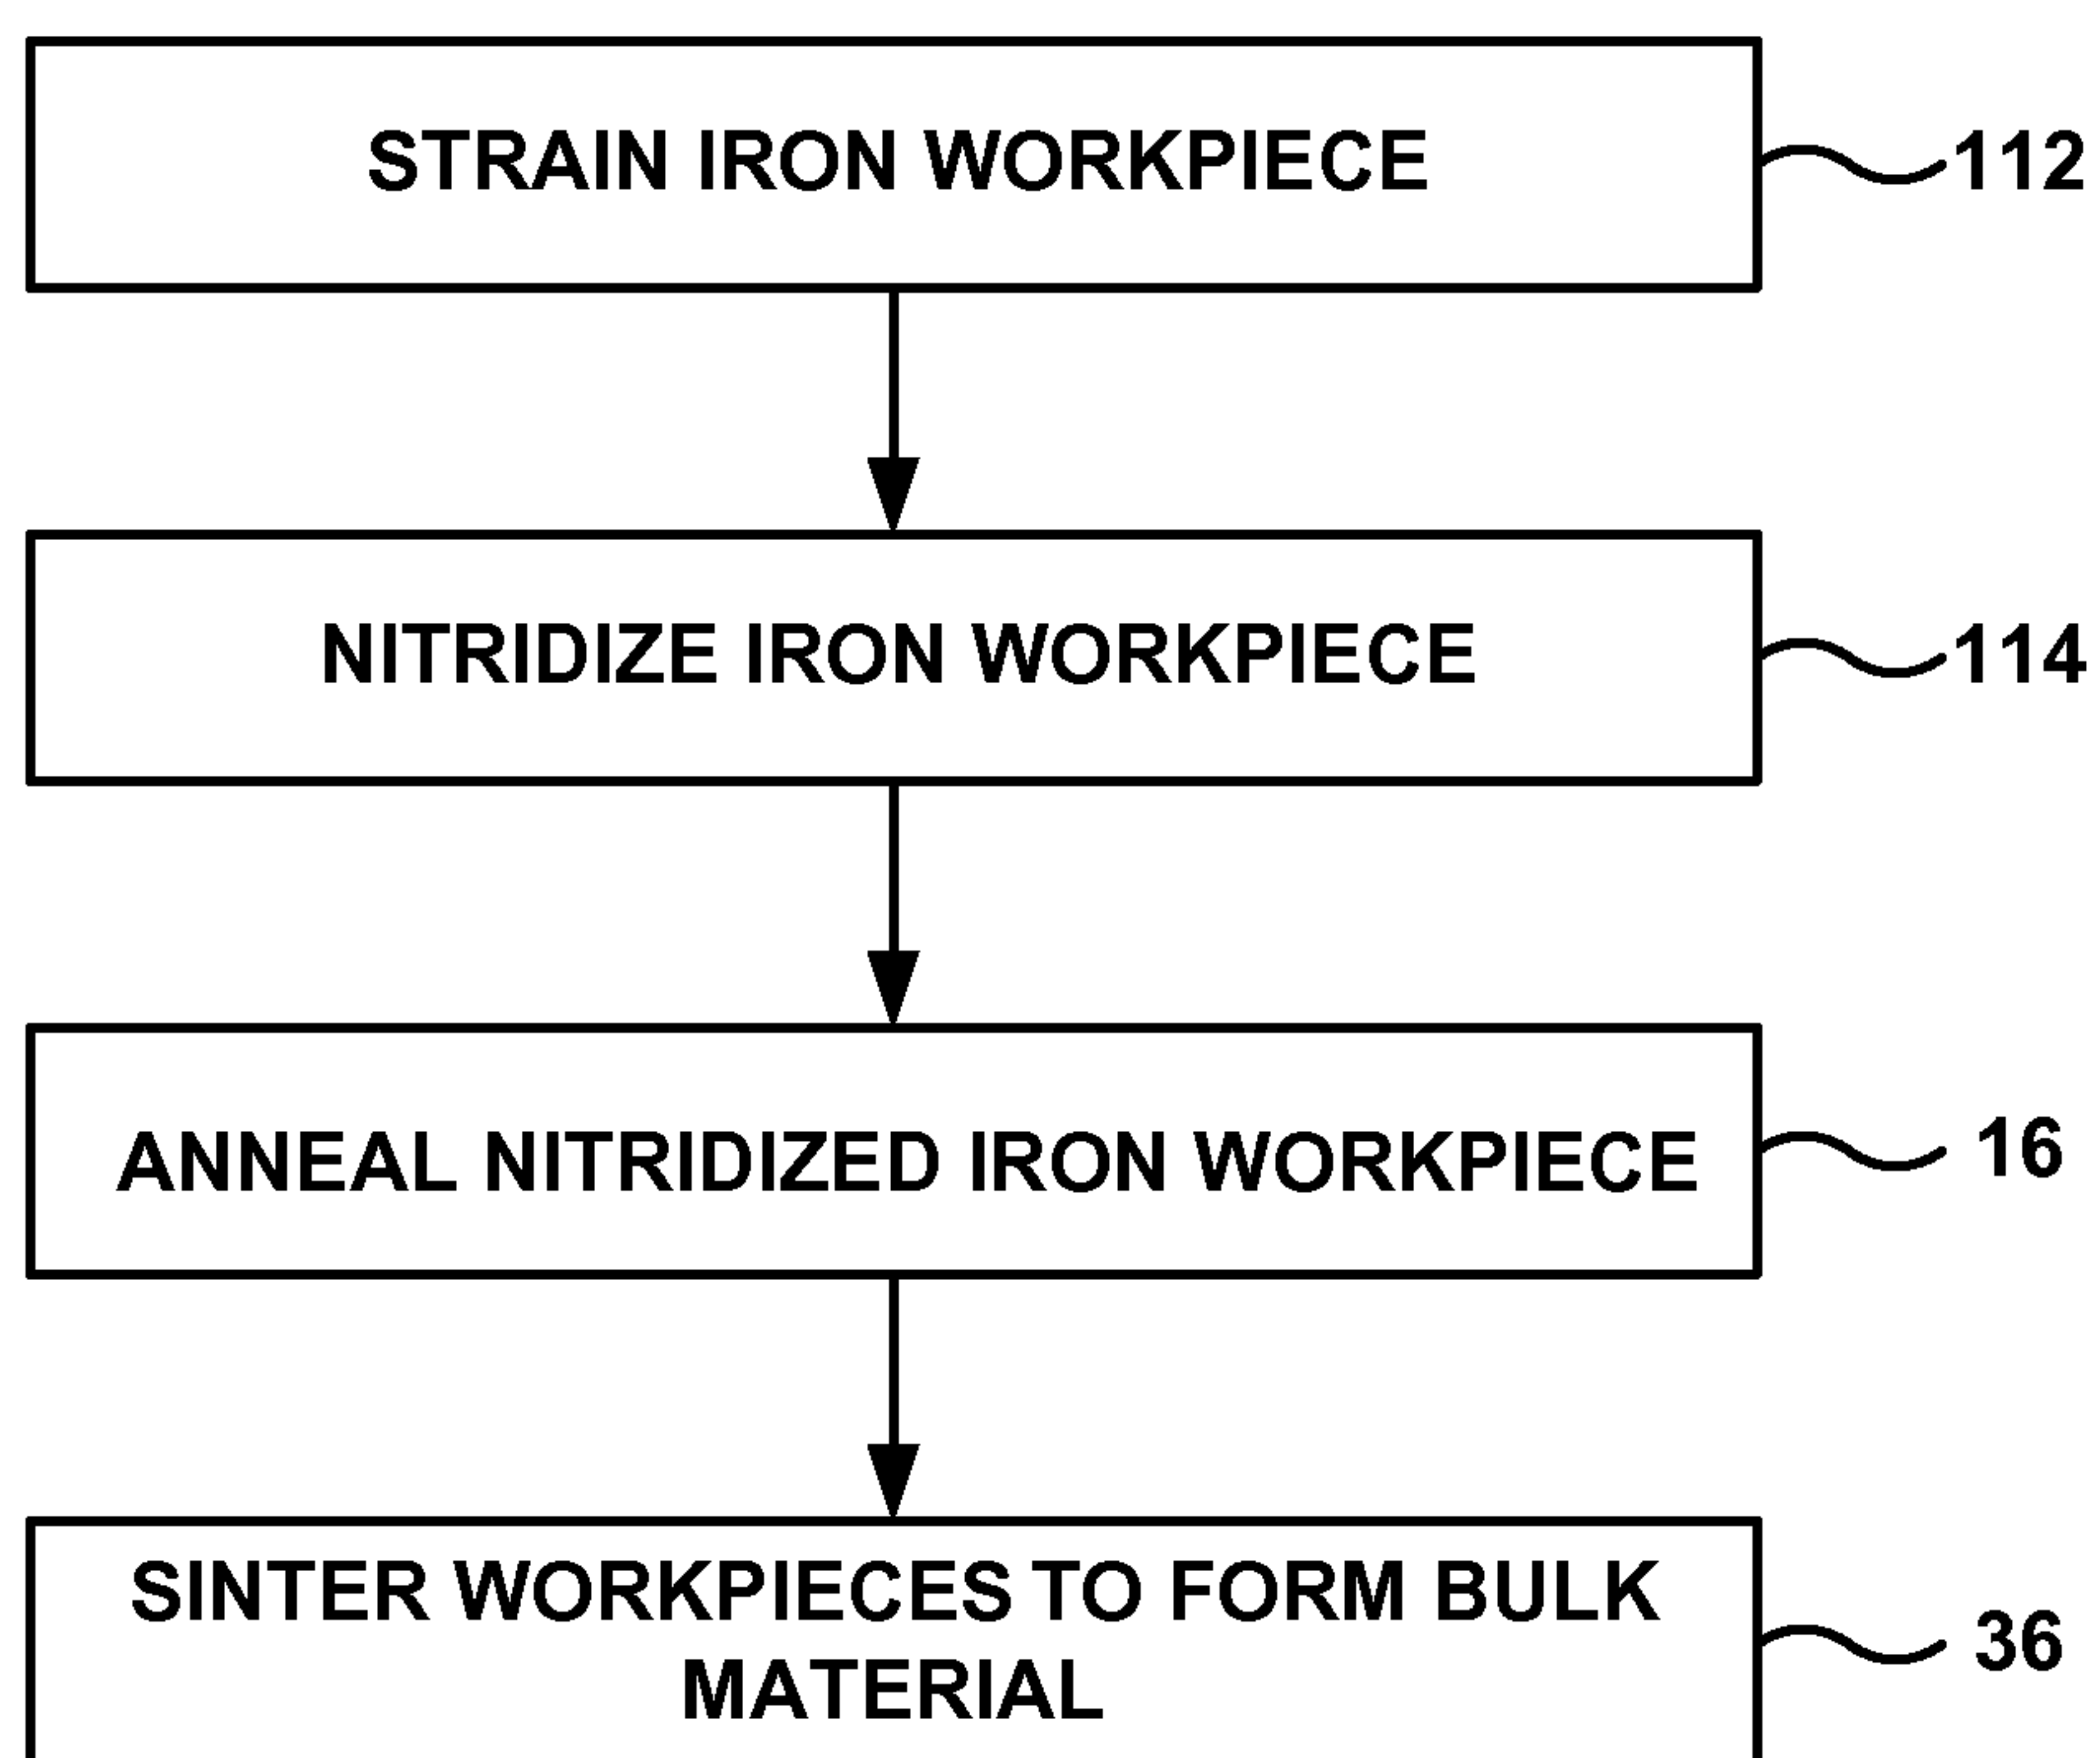 STRAIN IRON WORKPIECE
112
NITRIDIZE IRON WORKPIECE
114
ANNEAL NITRIDIZED IRON WORKPIECE
16
SINTER WORKPIECES TO FORM BULK
MATERIAL
36